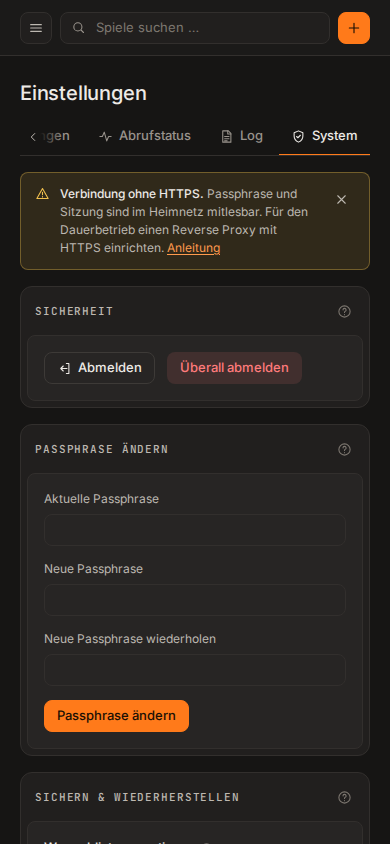 Spiele suchen ...
Einstellungen
Abrufstatus
Log
System
Verbindung ohne HTTPS. Passphrase und
Sitzung sind im Heimnetz mitlesbar. Für den
Dauerbetrieb einen Reverse Proxy mit
HTTPS einrichten. Anleitung
SICHERHEIT
Abmelden
Überall abmelden
PASSPHRASE ÄNDERN
Aktuelle Passphrase
Neue Passphrase
Neue Passphrase wiederholen
Passphrase ändern
SICHERN & WIEDERHERSTELLEN